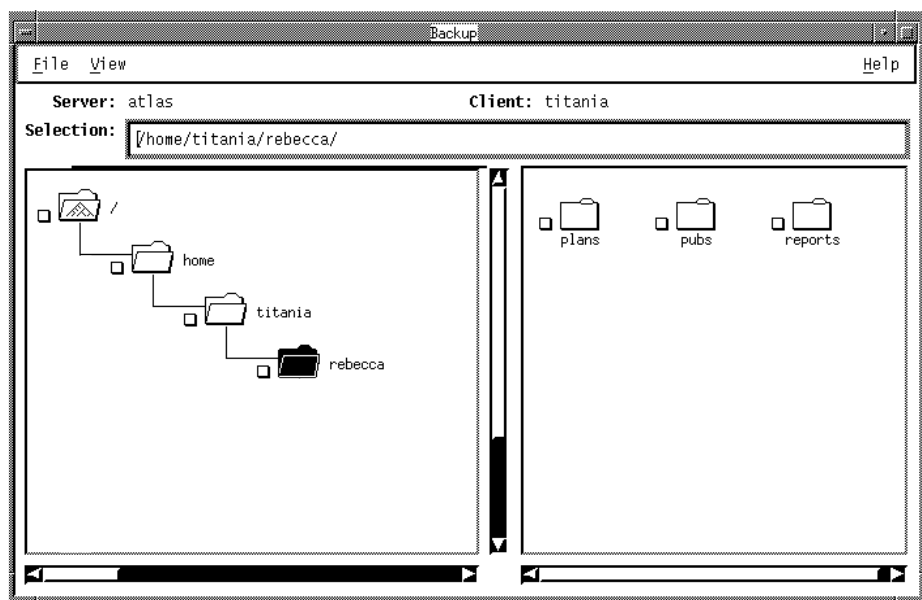 Backup
File View Help
Server: atlas Client: titania
Selection: /home/titania/rebecca/
/
home
titania
rebecca
plans pubs reports